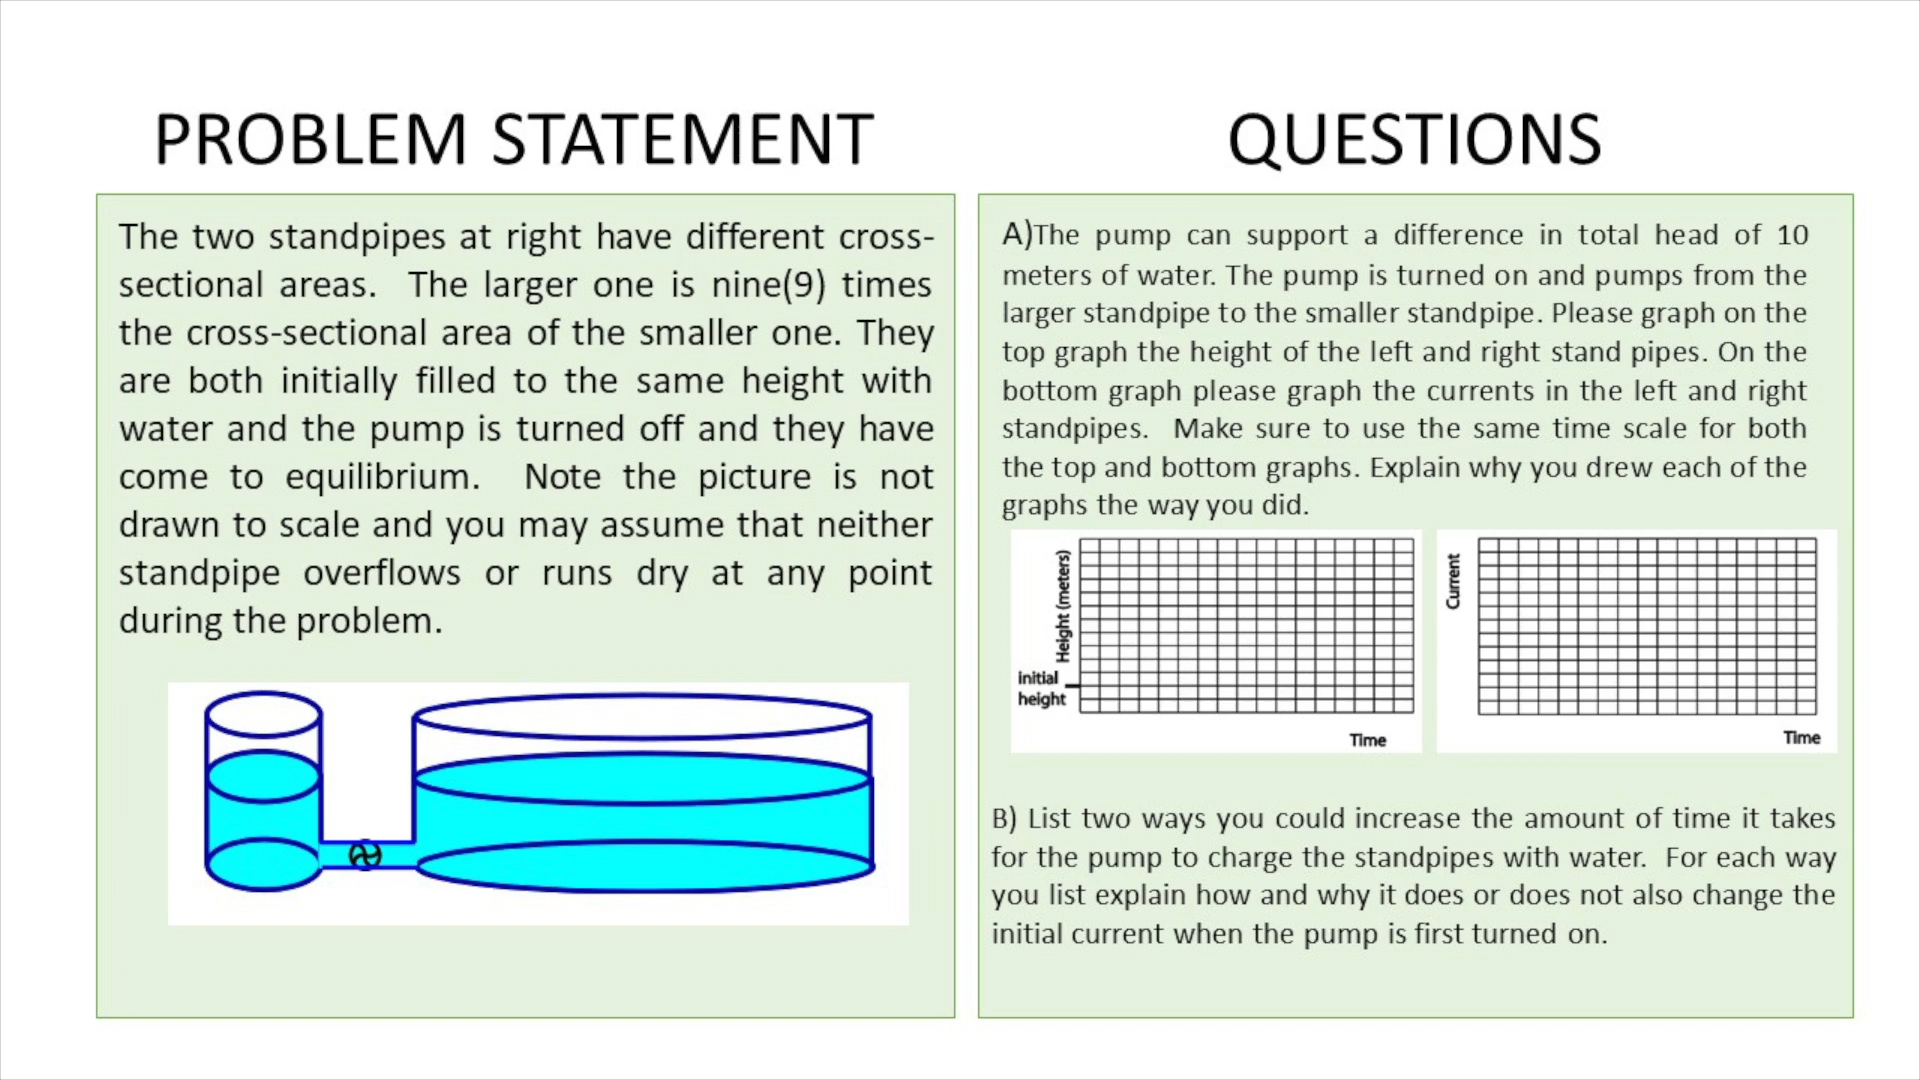 PROBLEM STATEMENT
The two standpipes at right have different cross-
sectional areas. The larger one is nine(9) times
the cross-sectional area of the smaller one. They
are both initially filled to the same height with
water and the pump is turned off and they have
come to equilibrium. Note the picture is not
drawn to scale and you may assume that neither
standpipe overflows or runs dry at any point
during the problem.
QUESTIONS
A)The pump can support a difference in total head of 10
meters of water. The pump is turned on and pumps from the
larger standpipe to the smaller standpipe. Please graph on the
top graph the height of the left and right stand pipes. On the
bottom graph please graph the currents in the left and right
standpipes. Make sure to use the same time scale for both
the top and bottom graphs. Explain why you drew each of the
graphs the way you did.
Height (meters)
initial
height
Time
Current
Time
B) List two ways you could increase the amount of time it takes
for the pump to charge the standpipes with water. For each way
you list explain how and why it does or does not also change the
initial current when the pump is first turned on.